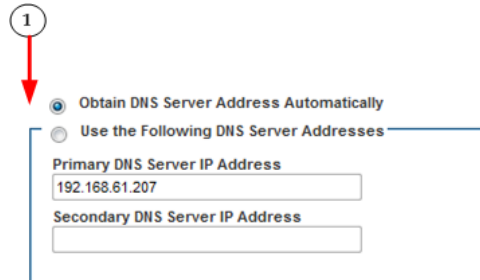 1
Obtain DNS Server Address Automatically
Use the Following DNS Server Addresses
Primary DNS Server IP Address
192.168.61.207
Secondary DNS Server IP Address